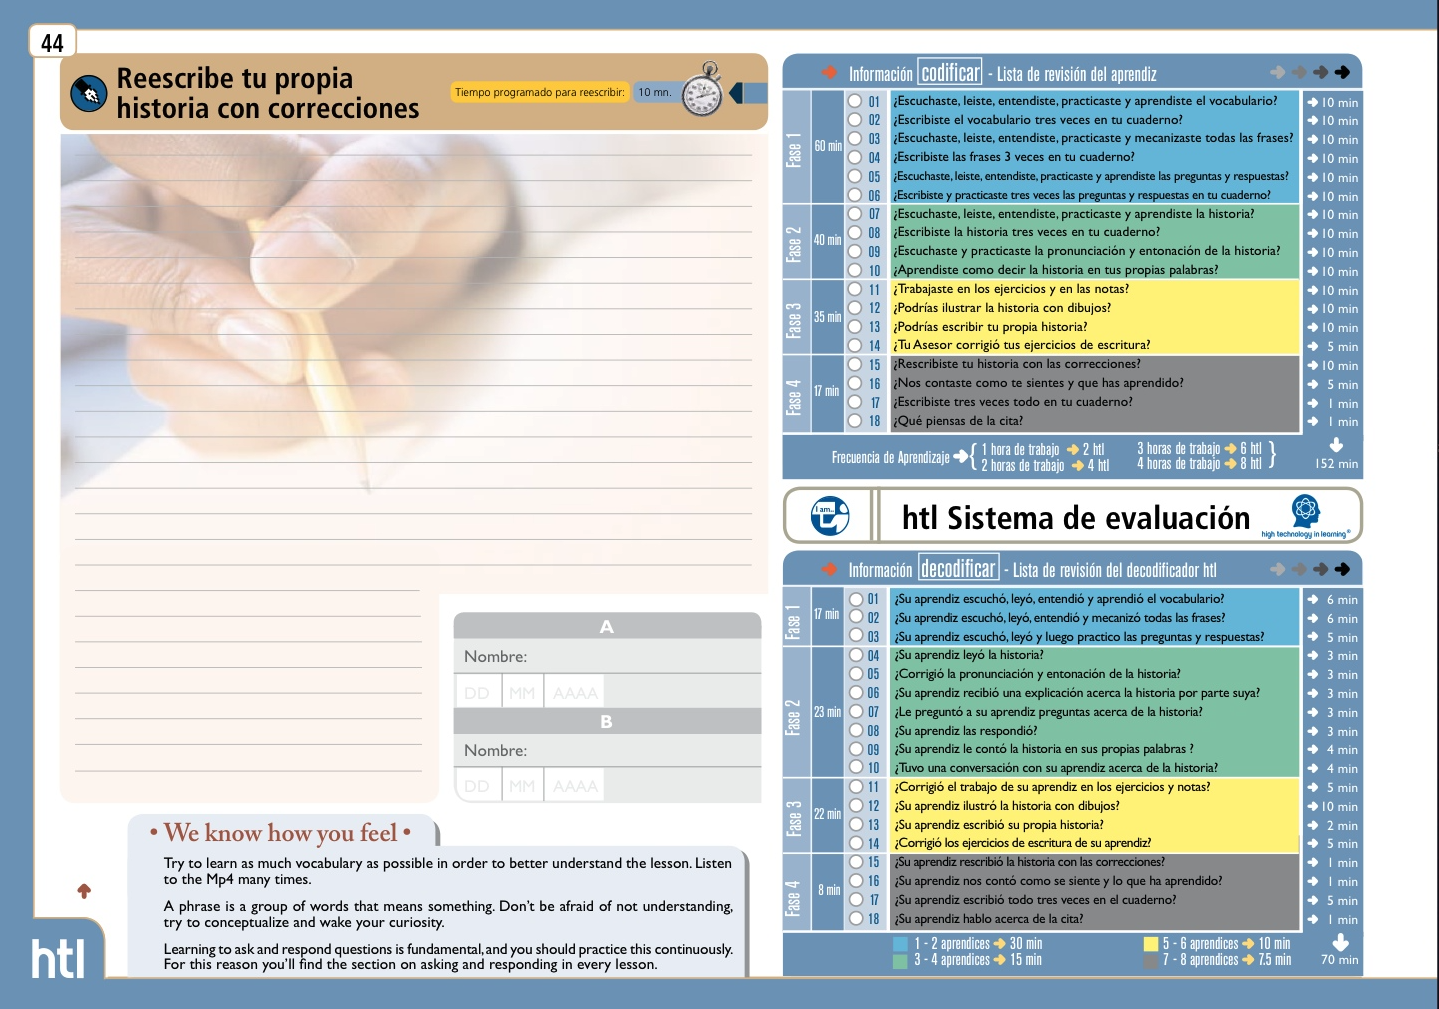 44
Reescribe tu propia
historia con correcciones
Tiempo programado para reescribir:
10 mn.
A
Nombre:
DD MM AAAA
B
Nombre:
DD MM AAAA
• We know how you feel •
Try to learn as much vocabulary as possible in order to better understand the lesson. Listen
to the Mp4 many times.
A phrase is a group of words that means something. Don't be afraid of not understanding,
try to conceptualize and wake your curiosity.
Learning to ask and respond questions is fundamental, and you should practice this continuously.
For this reason you'll find the section on asking and responding in every lesson.
htl
Información codificar - Lista de revisión del aprendiz
Fase 1
60 min
01 ¿Escuchaste, leiste, entendiste, practicaste y aprendiste el vocabulario? 10 min
02 ¿Escribiste el vocabulario tres veces en tu cuaderno? 10 min
03 ¿Escuchaste, leiste, entendiste, practicaste y mecanizaste todas las frases? 10 min
04 ¿Escribiste las frases 3 veces en tu cuaderno? 10 min
05 ¿Escuchaste, leiste, entendiste, practicaste y aprendiste las preguntas y respuestas? 10 min
06 ¿Escribiste y practicaste tres veces las preguntas y respuestas en tu cuaderno? 10 min
Fase 2
40 min
07 ¿Escuchaste, leiste, entendiste, practicaste y aprendiste la historia? 10 min
08 ¿Escribiste la historia tres veces en tu cuaderno? 10 min
09 ¿Escuchaste y practicaste la pronunciación y entonación de la historia? 10 min
10 ¿Aprendiste como decir la historia en tus propias palabras? 10 min
Fase 3
35 min
11 ¿Trabajaste en los ejercicios y en las notas? 10 min
12 ¿Podrías ilustrar la historia con dibujos? 10 min
13 ¿Podrías escribir tu propia historia? 10 min
14 ¿Tu Asesor corrigió tus ejercicios de escritura? 5 min
Fase 4
17 min
15 ¿Rescribiste tu historia con las correcciones? 10 min
16 ¿Nos contaste como te sientes y que has aprendido? 5 min
17 ¿Escribiste tres veces todo en tu cuaderno? 1 min
18 ¿Qué piensas de la cita? 1 min
Frecuencia de Aprendizaje
1 hora de trabajo 2 htl
2 horas de trabajo 4 htl
3 horas de trabajo 6 htl
4 horas de trabajo 8 htl
152 min
I am..
htl Sistema de evaluación
high technology in learning®
Información decodificar - Lista de revisión del decodificador htl
Fase 1
17 min
01 ¿Su aprendiz escuchó, leyó, entendió y aprendió el vocabulario? 6 min
02 ¿Su aprendiz escuchó, leyó, entendió y mecanizó todas las frases? 6 min
03 ¿Su aprendiz escuchó, leyó y luego practico las preguntas y respuestas? 5 min
Fase 2
23 min
04 ¿Su aprendiz leyó la historia? 3 min
05 ¿Corrigió la pronunciación y entonación de la historia? 3 min
06 ¿Su aprendiz recibió una explicación acerca la historia por parte suya? 3 min
07 ¿Le preguntó a su aprendiz preguntas acerca de la historia? 3 min
08 ¿Su aprendiz las respondió? 3 min
09 ¿Su aprendiz le contó la historia en sus propias palabras ? 4 min
10 ¿Tuvo una conversación con su aprendiz acerca de la historia? 4 min
Fase 3
22 min
11 ¿Corrigió el trabajo de su aprendiz en los ejercicios y notas? 5 min
12 ¿Su aprendiz ilustró la historia con dibujos? 10 min
13 ¿Su aprendiz escribió su propia historia? 2 min
14 ¿Corrigió los ejercicios de escritura de su aprendiz? 5 min
Fase 4
8 min
15 ¿Su aprendiz rescribió la historia con las correcciones? 1 min
16 ¿Su aprendiz nos contó como se siente y lo que ha aprendido? 1 min
17 ¿Su aprendiz escribió todo tres veces en el cuaderno? 5 min
18 ¿Su aprendiz hablo acerca de la cita? 1 min
1 - 2 aprendices 30 min
3 - 4 aprendices 15 min
5 - 6 aprendices 10 min
7 - 8 aprendices 7.5 min
70 min